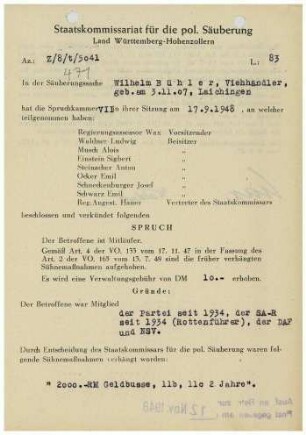 Staatskommissariat für die pol. Säuberung
Land Württemberg-Hohenzollern
Az.: Z/8/t/5041 L: 83
471
In der Säuberungssache Wilhelm B ü h l e r, Viehhändler,
geb.am 3.11.07, Laichingen
hat die Spruchkammer VII in ihrer Sitzung am 17.9.1948, an welcher
teilgenommen haben:
Regierungsassessor Wax Vorsitzender
Waldner Ludwig Beisitzer
Musch Alois „
Einstein Sigbert „
Steinacher Anton „
Ocker Emil „
Schneckenburger Josef „
Schwarz Emil „
Reg.Augst. Hauser Vertreter des Staatskommissars
beschlossen und verkündet folgenden
SPRUCH
Der Betroffene ist Mitläufer.
Gemäß Art. 4 der VO. 133 vom 17. 11. 47 in der Fassung des
Art. 2 der VO. 165 vom 13. 7. 48 sind die früher verhängten
Sühnemaßnahmen aufgehoben.
Es wird eine Verwaltungsgebühr von DM 10.- erhoben.
Gründe:
Der Betroffene war Mitglied
der Partei seit 1934, der SA-R
seit 1934 (Rottenführer), der DAF
und NSV.
Durch Entscheidung des Staatskommissars für die pol. Säuberung waren fol-
gende Sühnemaßnahmen verhängt worden:
" 2000.-RM Geldbusse, 11b, 11c 2 Jahre".
12 Nov 1948